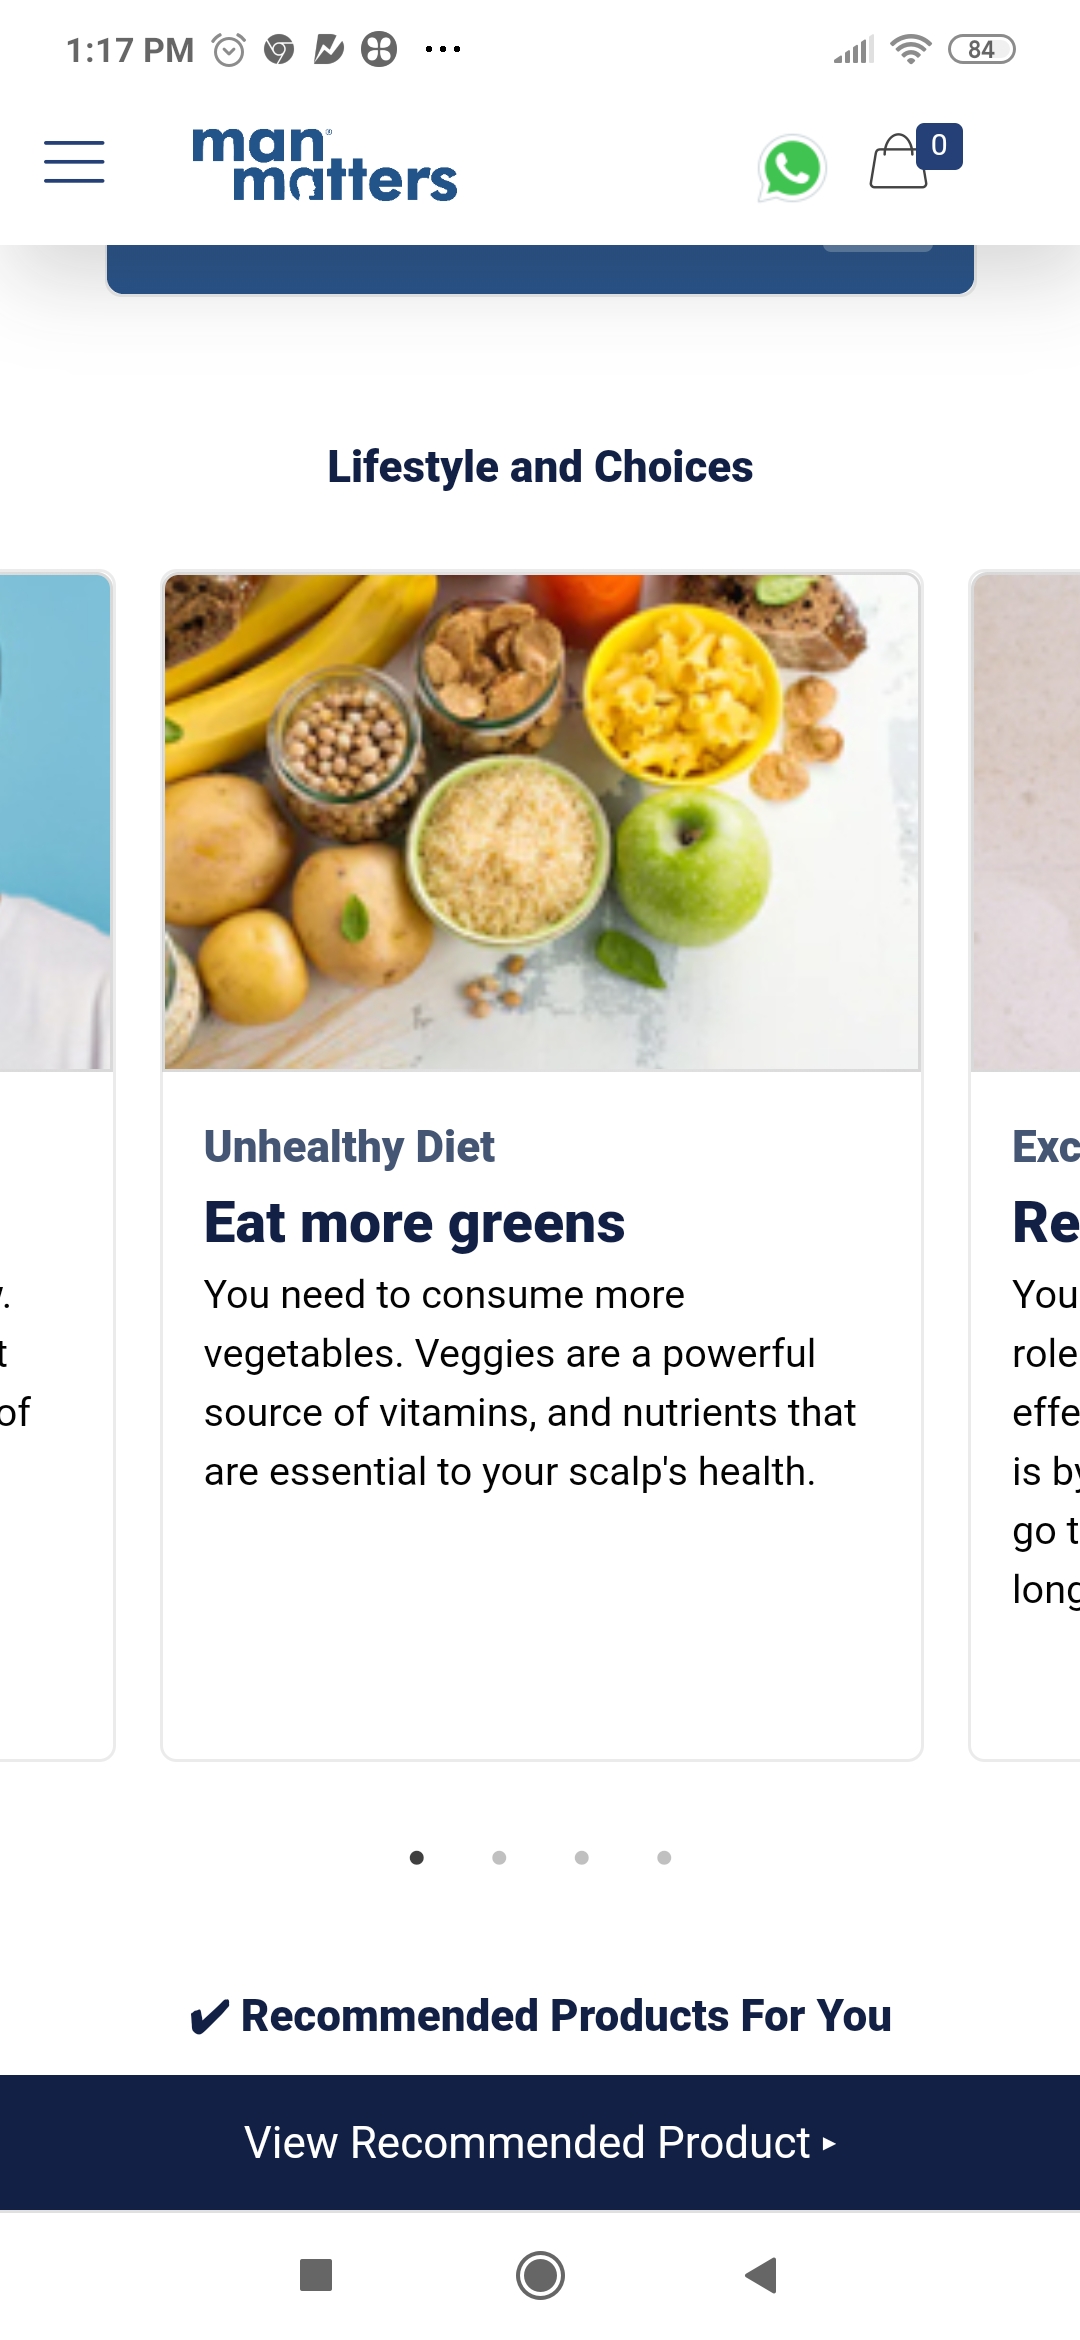 1:17 PM
84
man®
matters
0
Lifestyle and Choices
Unhealthy Diet
Eat more greens
You need to consume more
vegetables. Veggies are a powerful
source of vitamins, and nutrients that
are essential to your scalp's health.
of
Exc
Re
You
role
effe
is by
go t
long
✔ Recommended Products For You
View Recommended Product ▸